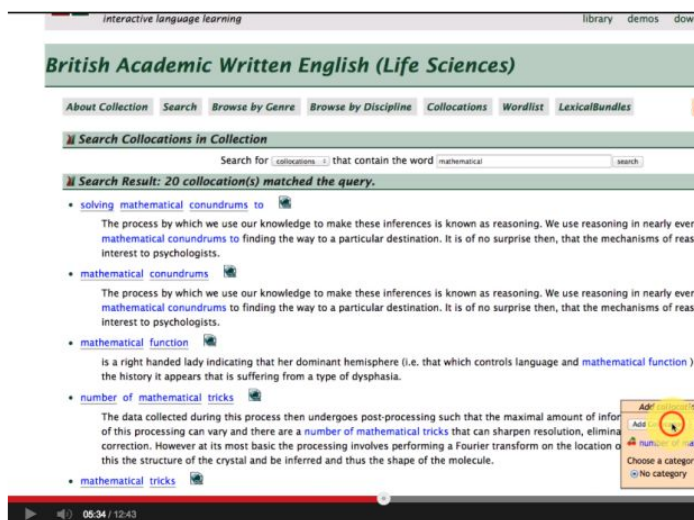 interactive language learning
library demos dow
British Academic Written English (Life Sciences)
About Collection Search Browse by Genre Browse by Discipline Collocations Wordlist LexicalBundles
Search Collocations in Collection
Search for collocations that contain the word mathematical search
Search Result: 20 collocation(s) matched the query.
• solving mathematical conundrums to
The process by which we use our knowledge to make these inferences is known as reasoning. We use reasoning in nearly ever
mathematical conundrums to finding the way to a particular destination. It is of no surprise then, that the mechanisms of reas
interest to psychologists.
• mathematical conundrums
The process by which we use our knowledge to make these inferences is known as reasoning. We use reasoning in nearly ever
mathematical conundrums to finding the way to a particular destination. It is of no surprise then, that the mechanisms of reas
interest to psychologists.
• mathematical function
is a right handed lady indicating that her dominant hemisphere (i.e. that which controls language and mathematical function )
the history it appears that is suffering from a type of dysphasia.
• number of mathematical tricks
The data collected during this process then undergoes post-processing such that the maximal amount of infor
of this processing can vary and there are a number of mathematical tricks that can sharpen resolution, elimina
correction. However at its most basic the processing involves performing a Fourier transform on the location o
this the structure of the crystal and be inferred and thus the shape of the molecule.
• mathematical tricks
Add collocatio
Add
number of ma
Choose a categor
No category
05:34 / 12:43